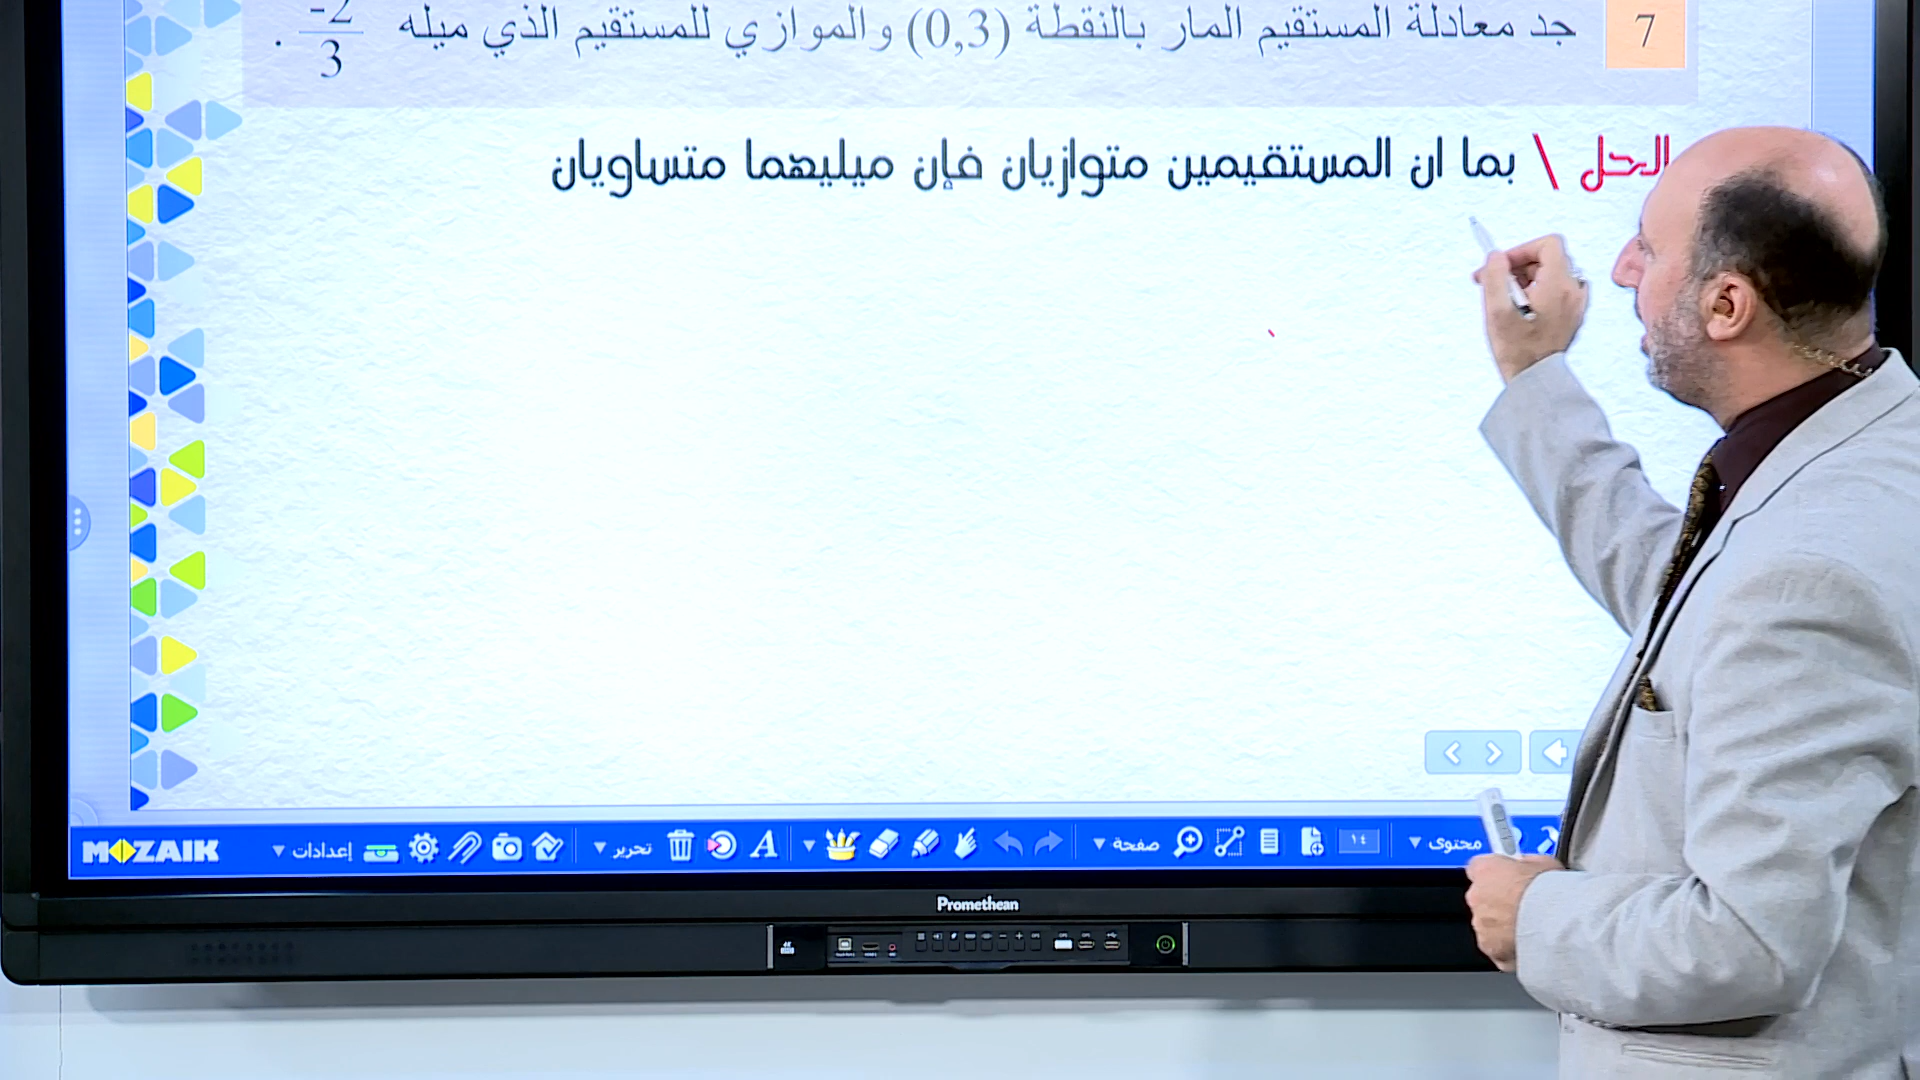 7 جد معادلة المستقيم المار بالنقطة (0,3) والموازي للمستقيم الذي ميله -2/3 .
الحل \ بما ان المستقيمين متوازيان فإن ميليهما متساويان
MOZAIK إعدادات تحرير A صفحة ١٤ محتوى
Promethean